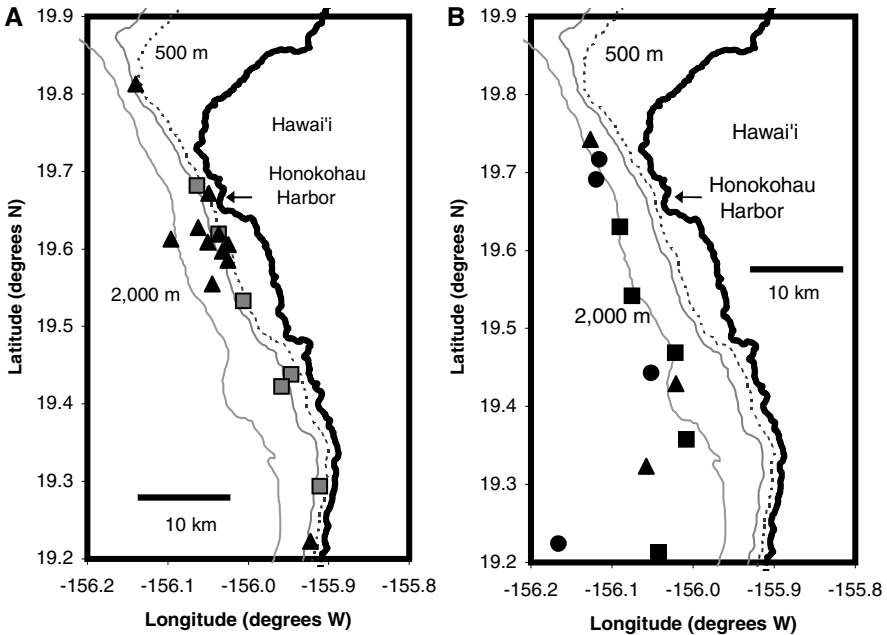 A
19.9
19.8
19.7
19.6
19.5
19.4
19.3
19.2
Latitude (degrees N)
500 m
Hawai'i
Honokohau
Harbor
2,000 m
10 km
-156.2
-156.1
-156.0
-155.9
-155.8
Longitude (degrees W)
B
19.9
19.8
19.7
19.6
19.5
19.4
19.3
19.2
Latitude (degrees N)
500 m
Hawai'i
Honokohau
Harbor
10 km
2,000 m
-156.2
-156.1
-156.0
-155.9
-155.8
Longitude (degrees W)